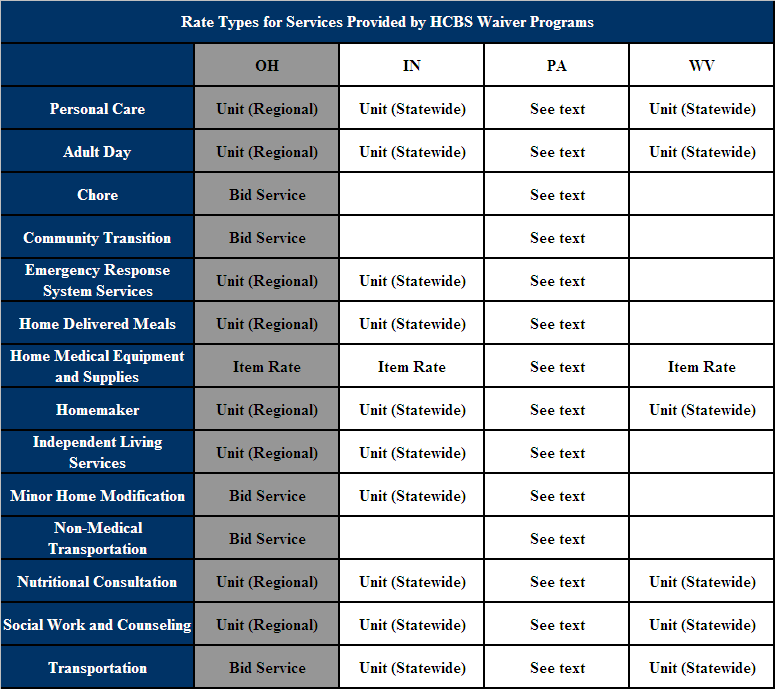 Rate Types for Services Provided by HCBS Waiver Programs
OH IN PA WV
Personal Care Unit (Regional) Unit (Statewide) See text Unit (Statewide)
Adult Day Unit (Regional) Unit (Statewide) See text Unit (Statewide)
Chore Bid Service See text
Community Transition Bid Service See text
Emergency Response
System Services Unit (Regional) Unit (Statewide) See text
Home Delivered Meals Unit (Regional) Unit (Statewide) See text
Home Medical Equipment
and Supplies Item Rate Item Rate See text Item Rate
Homemaker Unit (Regional) Unit (Statewide) See text Unit (Statewide)
Independent Living
Services Unit (Regional) Unit (Statewide) See text
Minor Home Modification Bid Service Unit (Statewide) See text
Non-Medical
Transportation Bid Service See text
Nutritional Consultation Unit (Regional) Unit (Statewide) See text Unit (Statewide)
Social Work and Counseling Unit (Regional) Unit (Statewide) See text Unit (Statewide)
Transportation Bid Service Unit (Statewide) See text Unit (Statewide)